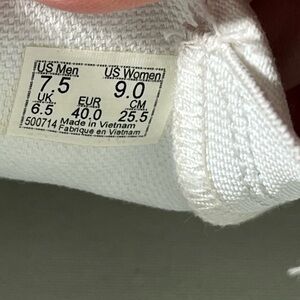 US Men US Women
7.5 9.0
UK EUR CM
6.5 40.0 25.5
500714 Made in Vietnam
Fabriqué en Vietnam